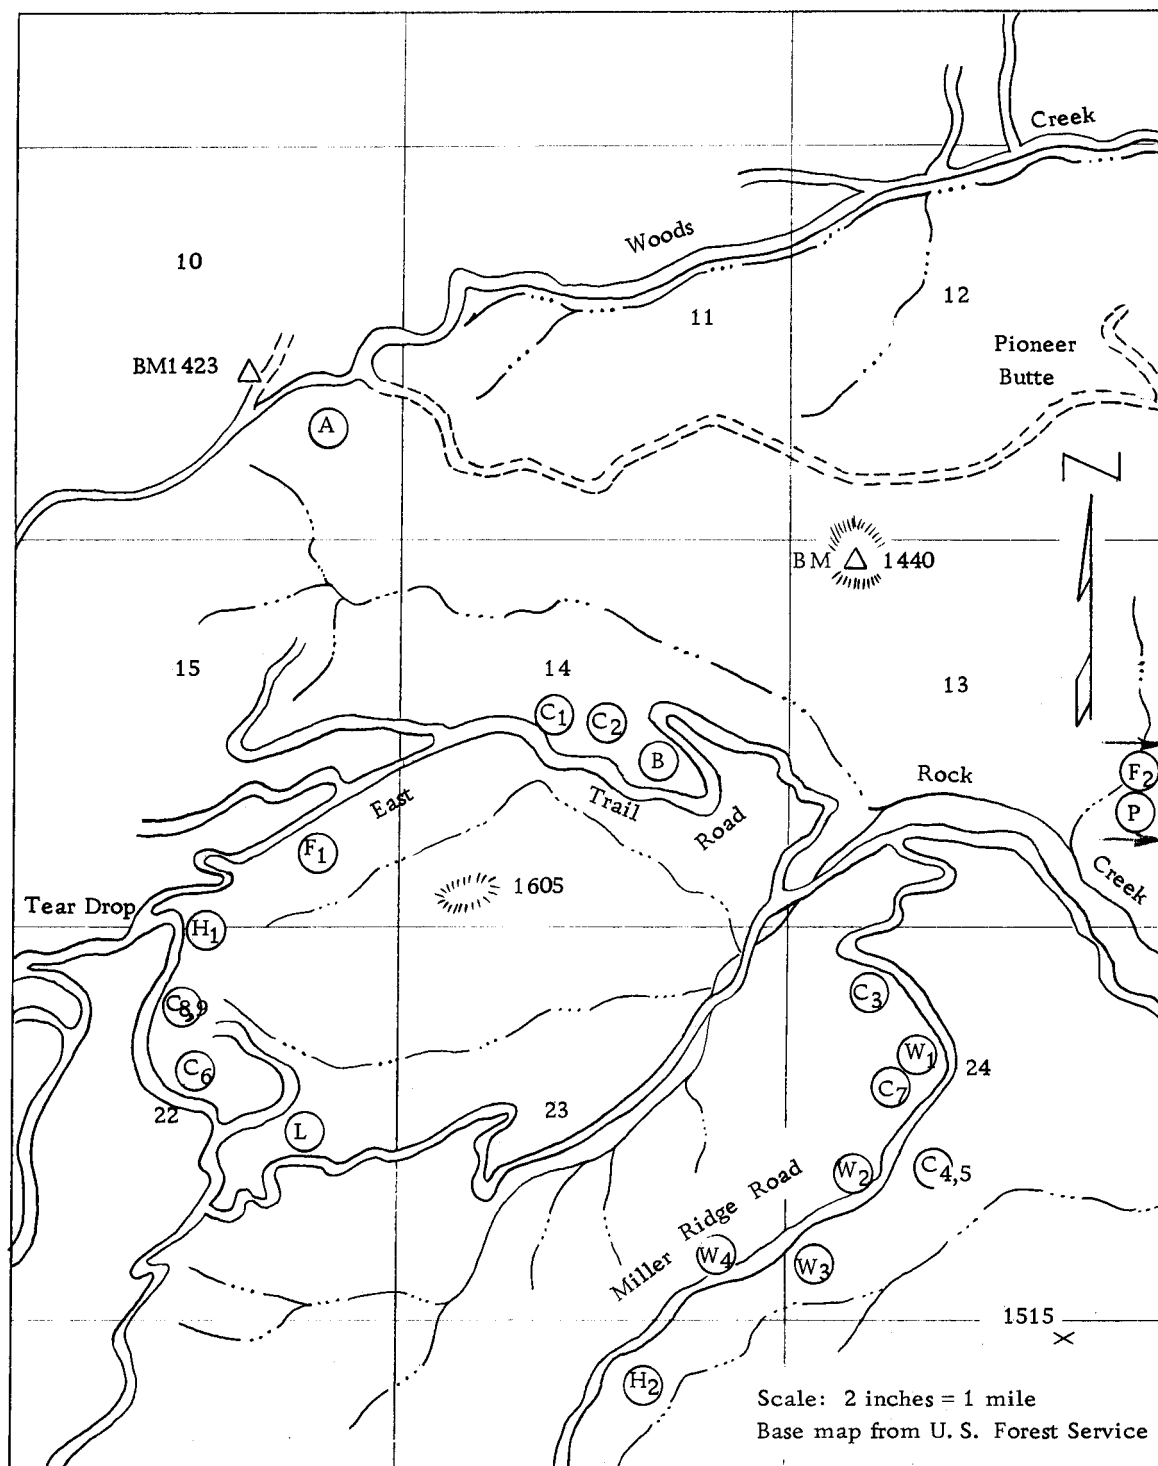 Creek
Woods
10
12
11
Pioneer
Butte
BM1423
A
N
BM 1440
15
14
13
C1
C2
B
Rock
F2
East
Trail
Road
P
F1
Creek
1605
Tear Drop
H1
C3
C8,9
W1
24
C6
C7
22
23
L
W2
C4,5
Miller Ridge Road
W4
W3
1515
X
H2
Scale: 2 inches = 1 mile
Base map from U. S. Forest Service